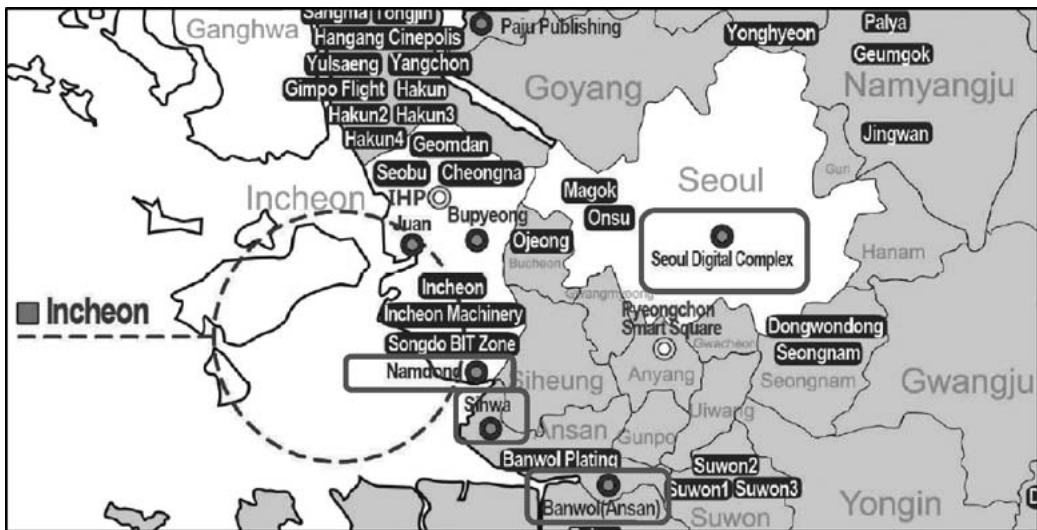 Sangma Tongjin
Ganghwa
Paju Publishing
Yonghyeon
Palya
Hangang Cinepolis
Geumgok
Yulsaeng Yangchon
Gimpo Flight Hakun
Goyang
Namyangju
Hakun2 Hakun3
Hakun4 Geomdan
Jingwan
Seobu Cheongna
Guri
Incheon
IHP
Magok
Seoul
Juan
Bupyeong
Onsu
Ojeong
Hanam
Bucheon
Seoul Digital Complex
Incheon
Gwangmyeong
Incheon
Incheon Machinery
Pyeongchon
Smart Square
Dongwondong
Songdo BIT Zone
Gwacheon
Seongnam
Namdong
Siheung
Anyang
Seongnam
Gwangju
Sihwa
Uiwang
Ansan
Gunpo
Banwol Plating
Suwon2
Suwon1 Suwon3
Banwol(Ansan)
Suwon
Yongin